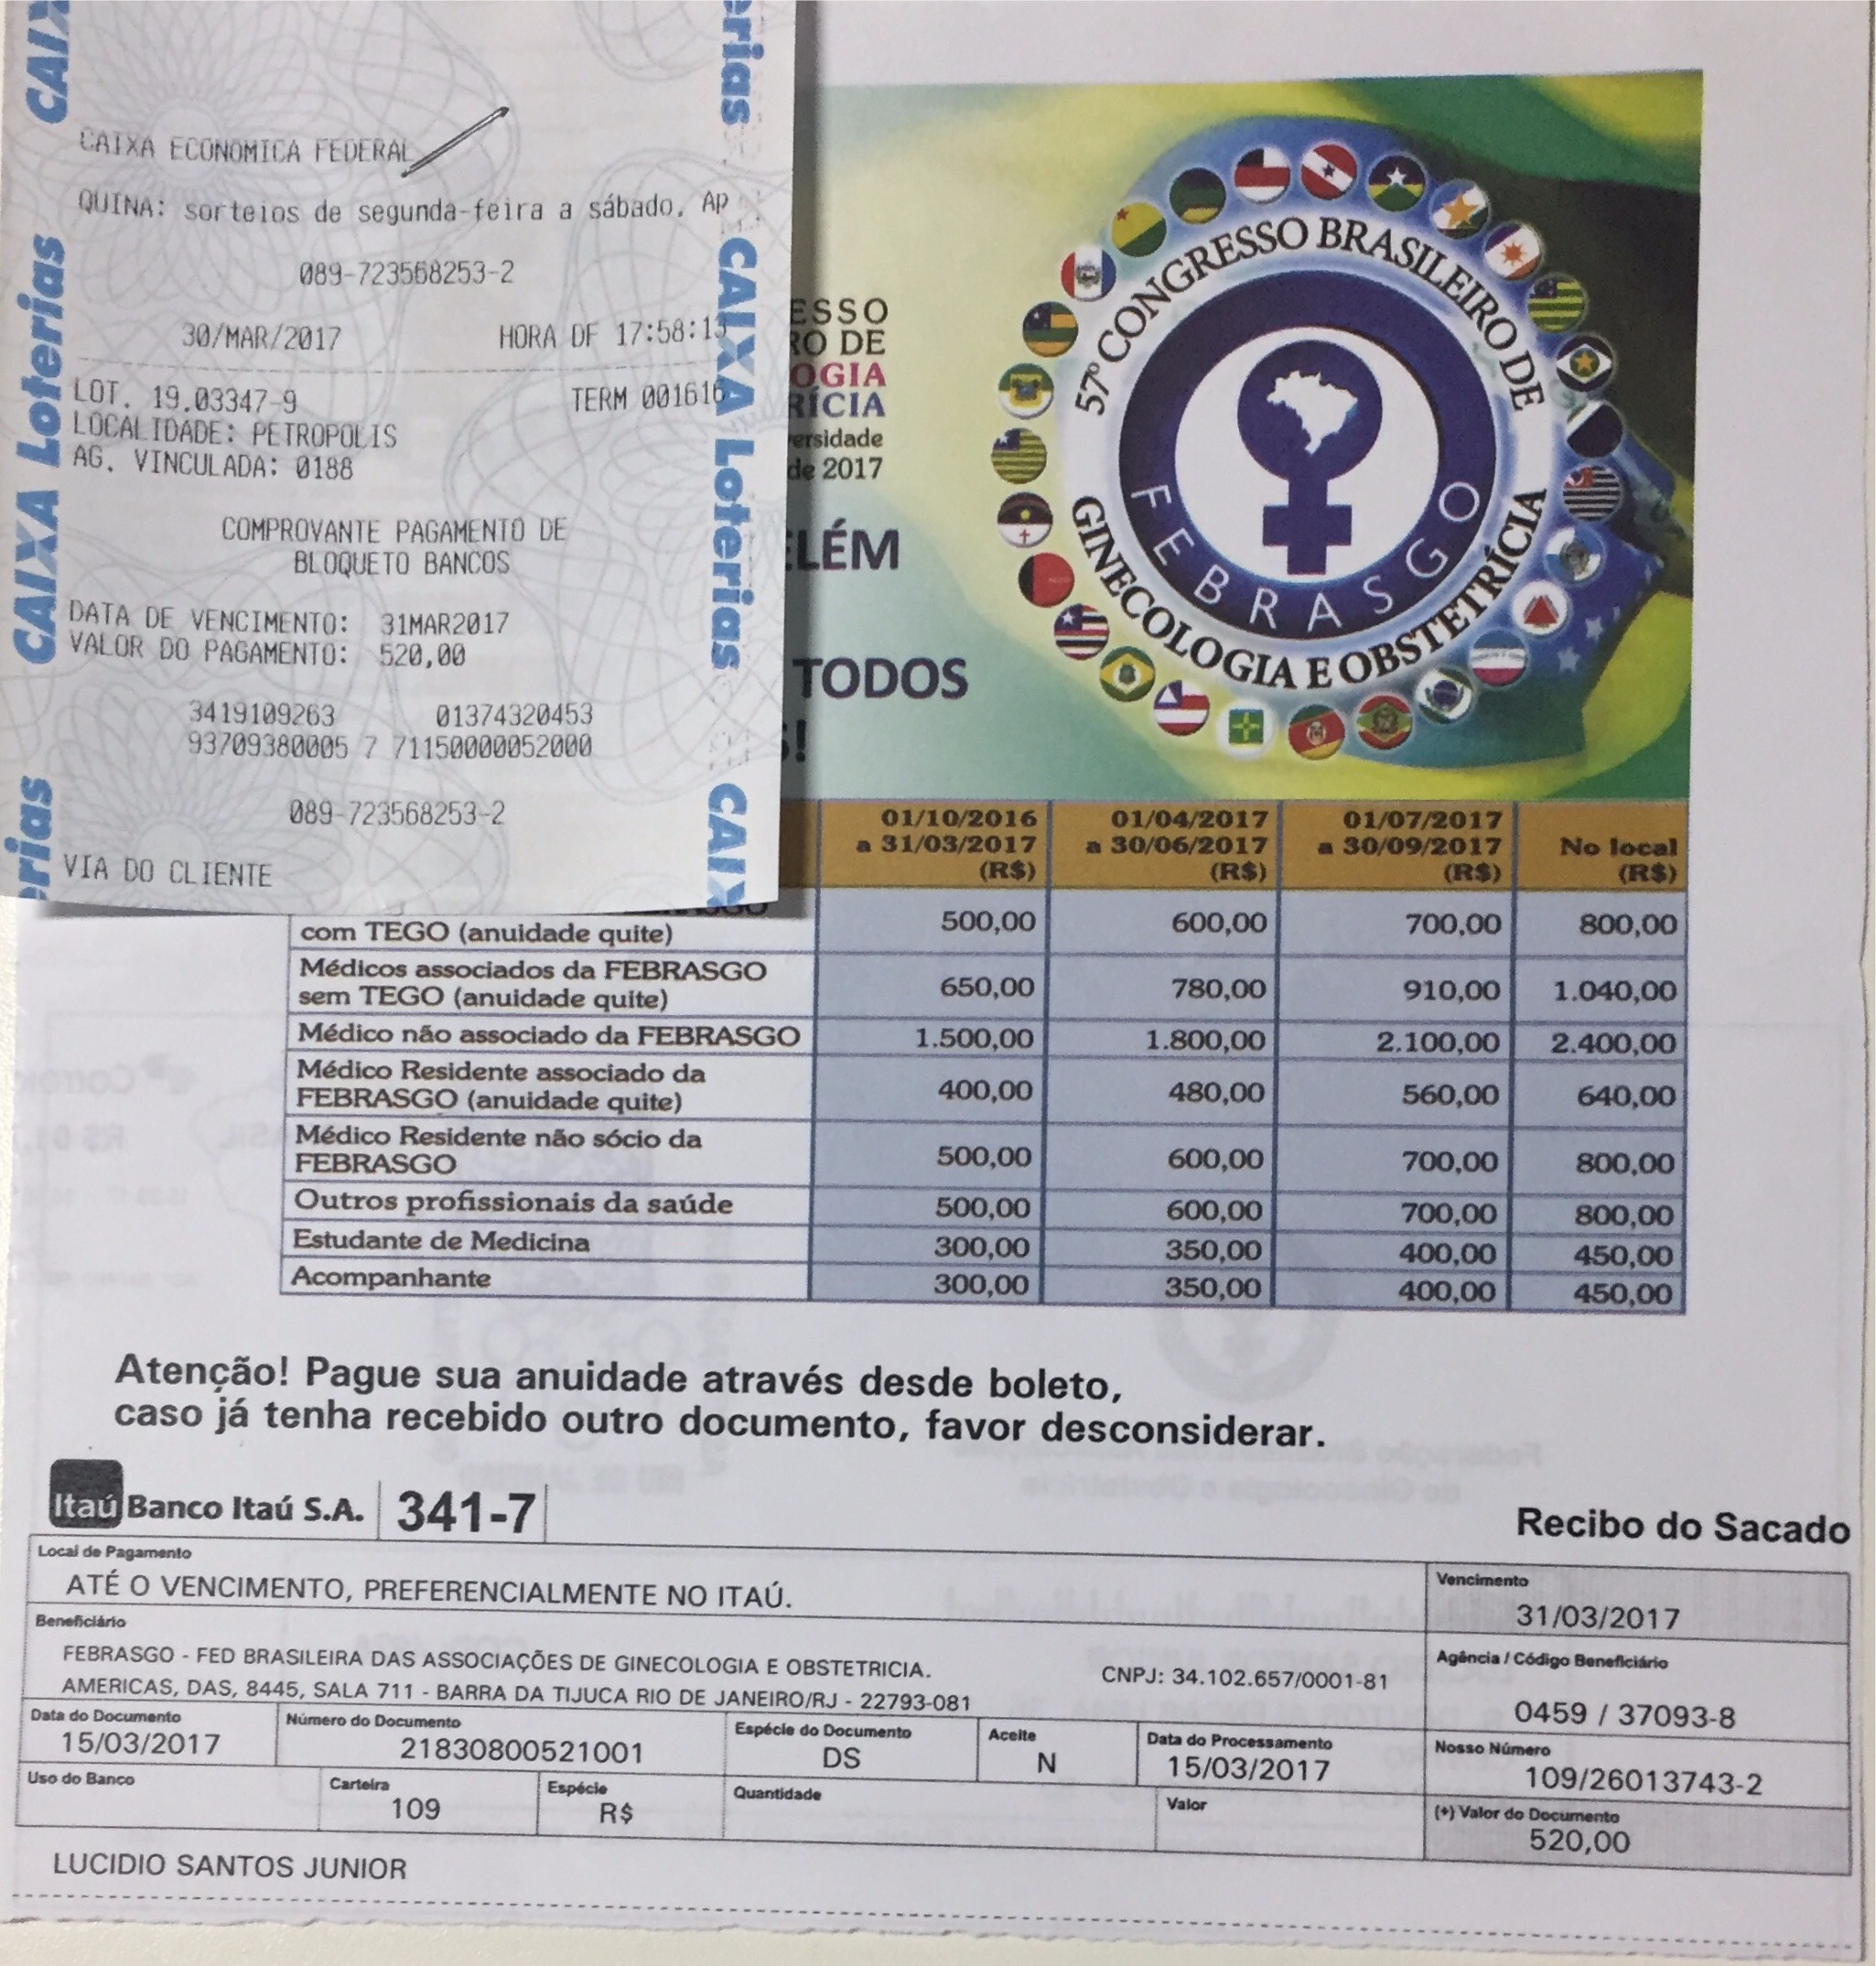 CAIXA ECONOMICA FEDERAL
QUINA: sorteios de segunda-feira a sábado. Ap
089-723568253-2
30/MAR/2017 HORA DF 17:58:13
LOT. 19.03347-9 TERM 001616
LOCALIDADE: PETROPOLIS
AG. VINCULADA: 0188
COMPROVANTE PAGAMENTO DE
BLOQUETO BANCOS
DATA DE VENCIMENTO: 31MAR2017
VALOR DO PAGAMENTO: 520,00
3419109263 01374320453
93709380005 7 71150000052000
089-723568253-2
VIA DO CLIENTE
CAIXA Loterias
CAIXA Loterias
ESSO
RO DE
OGIA
RÍCIA
ersidade
de 2017
ELÉM
TODOS
S!
57º CONGRESSO BRASILEIRO DE
GINECOLOGIA E OBSTETRÍCIA
FEBRASGO
01/10/2016 a 31/03/2017 (R$) 01/04/2017 a 30/06/2017 (R$) 01/07/2017 a 30/09/2017 (R$) No local (R$)
com TEGO (anuidade quite) 500,00 600,00 700,00 800,00
Médicos associados da FEBRASGO
sem TEGO (anuidade quite) 650,00 780,00 910,00 1.040,00
Médico não associado da FEBRASGO 1.500,00 1.800,00 2.100,00 2.400,00
Médico Residente associado da
FEBRASGO (anuidade quite) 400,00 480,00 560,00 640,00
Médico Residente não sócio da
FEBRASGO 500,00 600,00 700,00 800,00
Outros profissionais da saúde 500,00 600,00 700,00 800,00
Estudante de Medicina 300,00 350,00 400,00 450,00
Acompanhante 300,00 350,00 400,00 450,00
Atenção! Pague sua anuidade através desde boleto,
caso já tenha recebido outro documento, favor desconsiderar.
Itaú Banco Itaú S.A. 341-7 Recibo do Sacado
Local de Pagamento
ATÉ O VENCIMENTO, PREFERENCIALMENTE NO ITAÚ.
Vencimento
31/03/2017
Beneficiário
FEBRASGO - FED BRASILEIRA DAS ASSOCIAÇÕES DE GINECOLOGIA E OBSTETRICIA. CNPJ: 34.102.657/0001-81
AMERICAS, DAS, 8445, SALA 711 - BARRA DA TIJUCA RIO DE JANEIRO/RJ - 22793-081
Agência / Código Beneficiário
0459 / 37093-8
Data do Documento Número do Documento Espécie do Documento Aceite Data do Processamento Nosso Número
15/03/2017 21830800521001 DS N 15/03/2017 109/26013743-2
Uso do Banco Carteira Espécie Quantidade Valor (+) Valor do Documento
109 R$ 520,00
LUCIDIO SANTOS JUNIOR